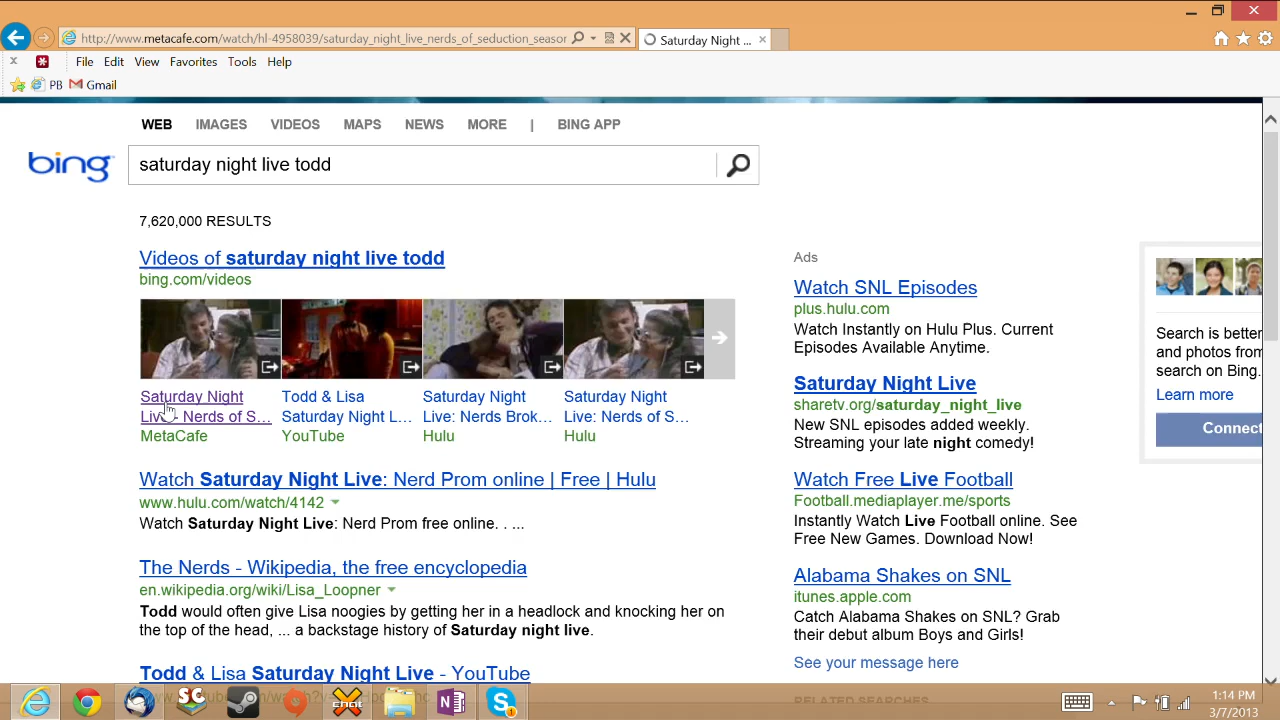 http://www.metacafe.com/watch/hl-4958039/saturday_night_live_nerds_of_seduction_seasor
Saturday Night ...
File Edit View Favorites Tools Help
PB Gmail
WEB IMAGES VIDEOS MAPS NEWS MORE | BING APP
bing
saturday night live todd
7,620,000 RESULTS
Videos of saturday night live todd
bing.com/videos
Saturday Night
Live- Nerds of S...
MetaCafe
Todd & Lisa
Saturday Night L...
YouTube
Saturday Night
Live: Nerds Brok...
Hulu
Saturday Night
Live: Nerds of S...
Hulu
Watch Saturday Night Live: Nerd Prom online | Free | Hulu
www.hulu.com/watch/4142
Watch Saturday Night Live: Nerd Prom free online. . ...
The Nerds - Wikipedia, the free encyclopedia
en.wikipedia.org/wiki/Lisa_Loopner
Todd would often give Lisa noogies by getting her in a headlock and knocking her on
the top of the head, ... a backstage history of Saturday night live.
Todd & Lisa Saturday Night Live - YouTube
Ads
Watch SNL Episodes
plus.hulu.com
Watch Instantly on Hulu Plus. Current
Episodes Available Anytime.
Saturday Night Live
sharetv.org/saturday_night_live
New SNL episodes added weekly.
Streaming your late night comedy!
Watch Free Live Football
Football.mediaplayer.me/sports
Instantly Watch Live Football online. See
Free New Games. Download Now!
Alabama Shakes on SNL
itunes.apple.com
Catch Alabama Shakes on SNL? Grab
their debut album Boys and Girls!
See your message here
RELATED SEARCHES
Search is better
and photos from
search on Bing.
Learn more
Connect
SC
chat
N
S
1:14 PM
3/7/2013